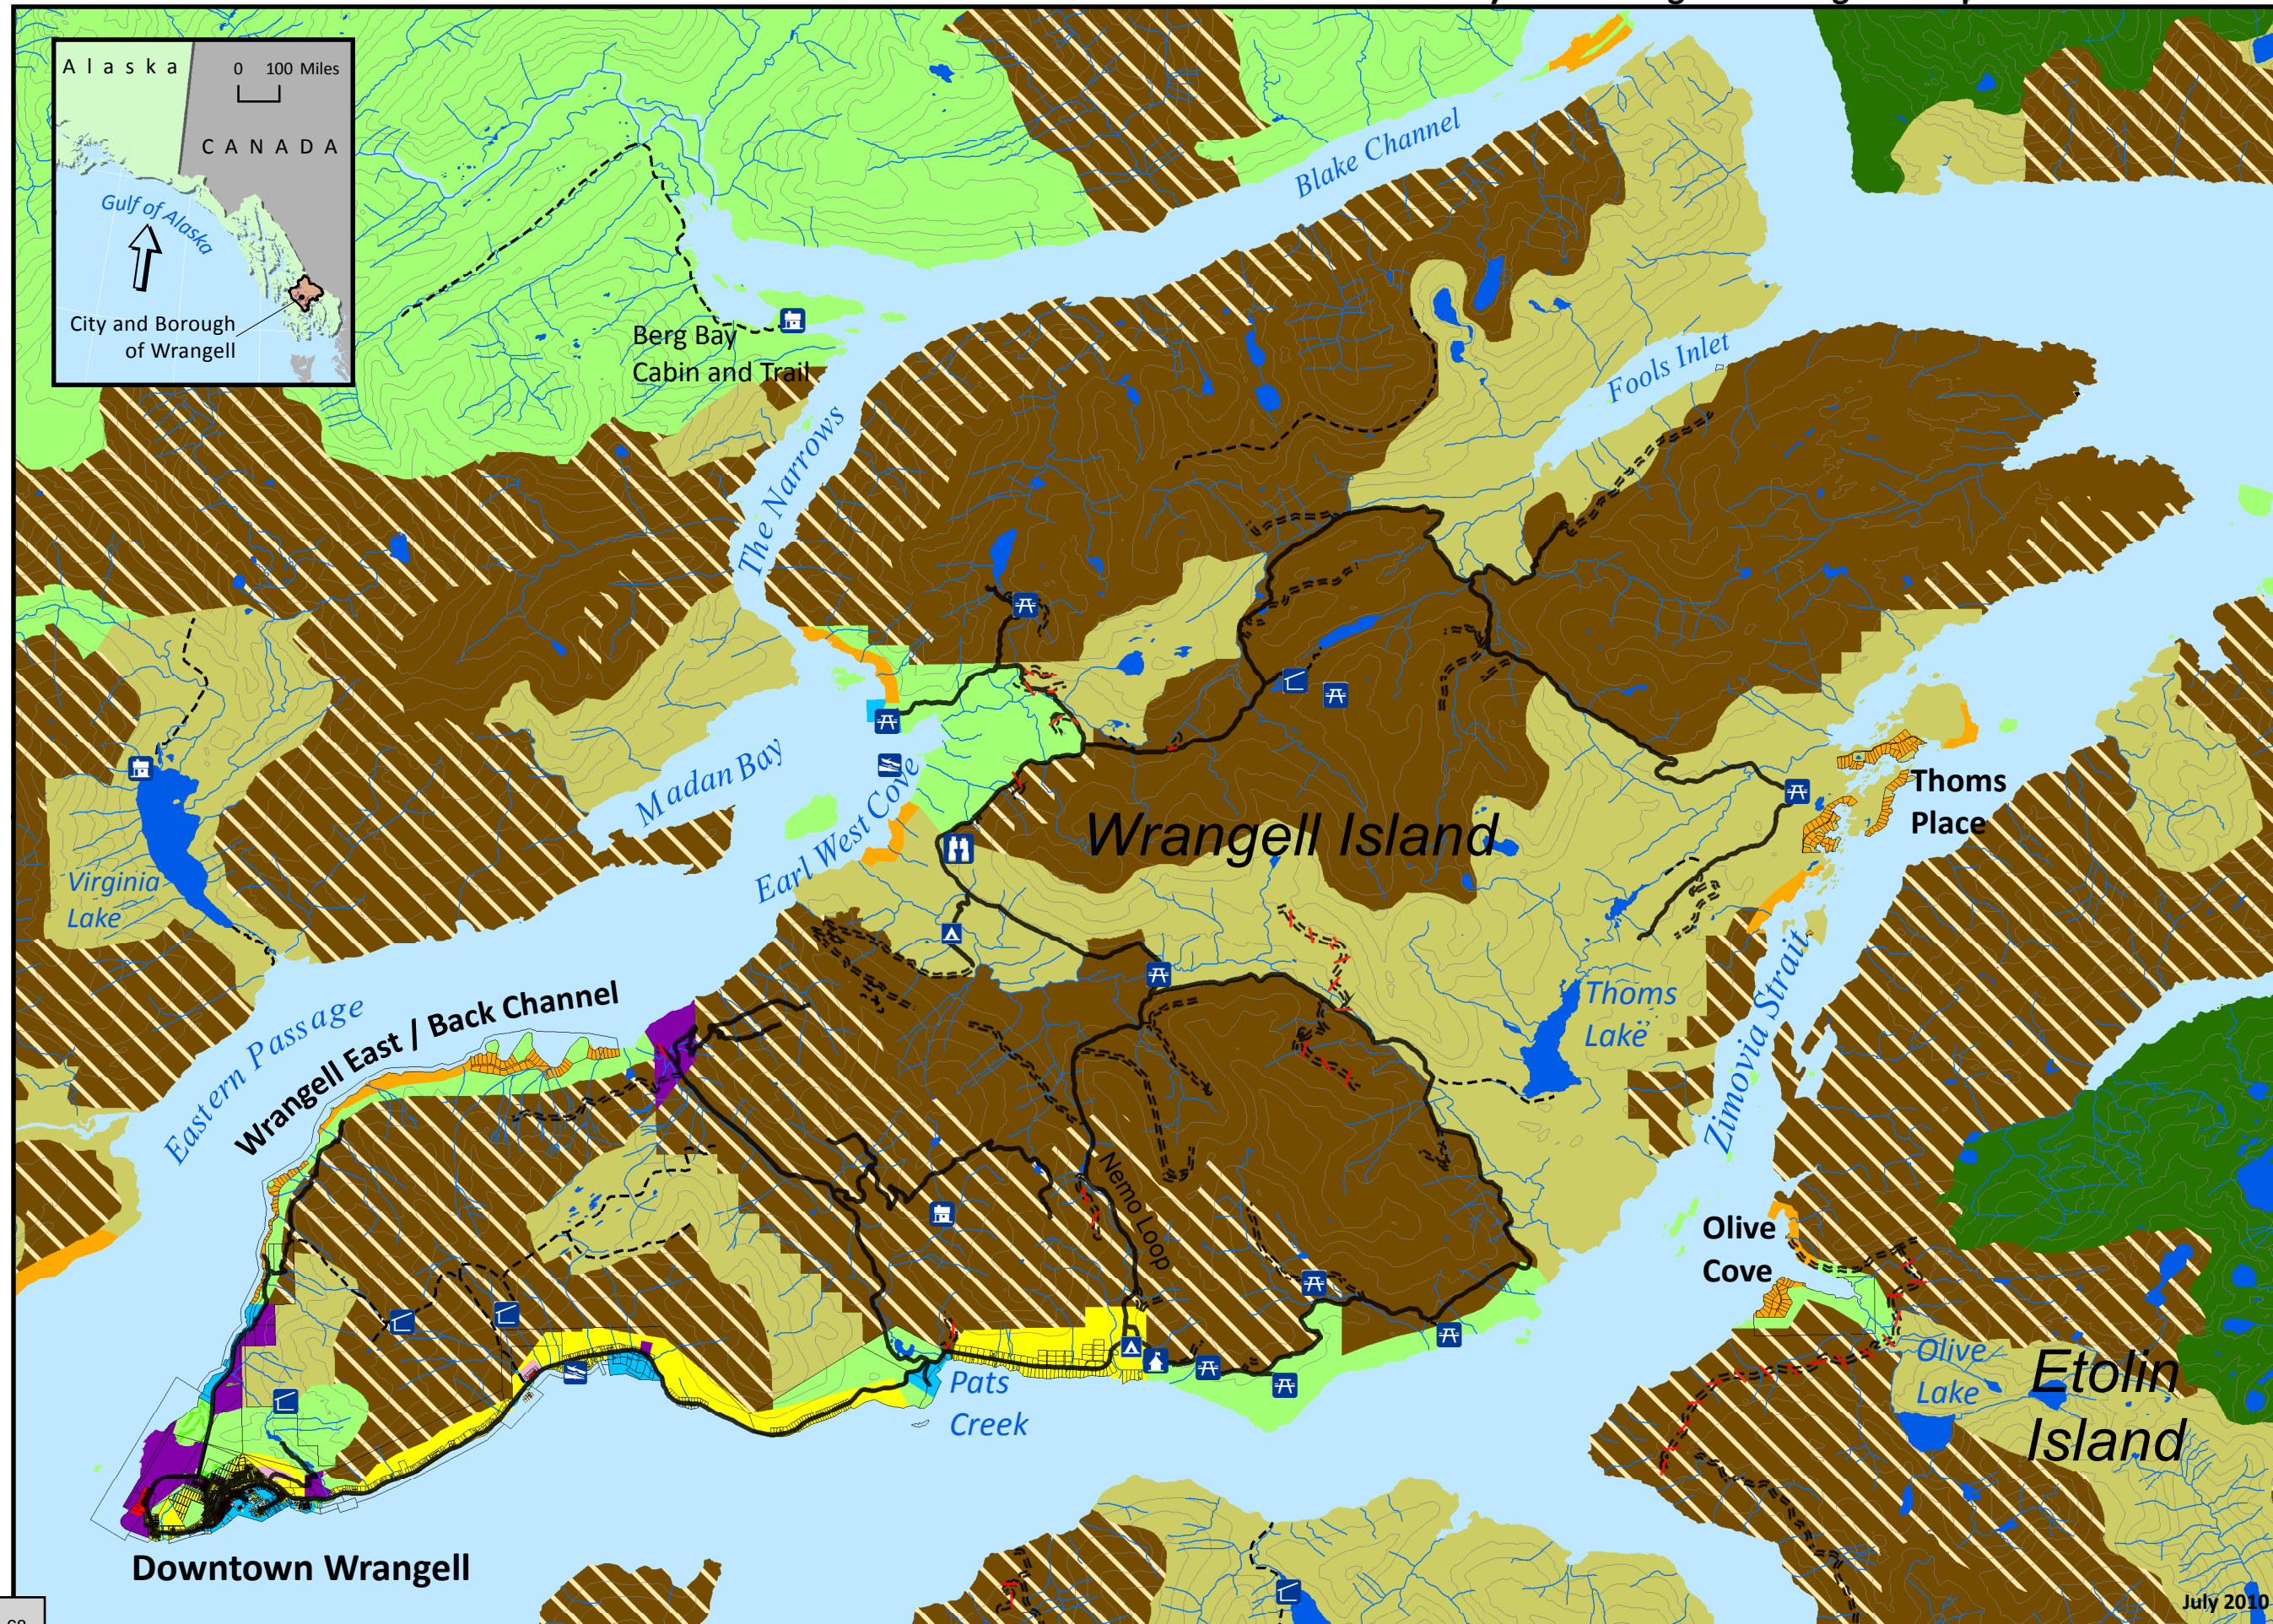 Alaska
0 100 Miles
CANADA
Gulf of Alaska
City and Borough
of Wrangell
Blake Channel
Berg Bay
Cabin and Trail
Fools Inlet
The Narrows
Madan Bay
Earl West Cove
Wrangell Island
Thoms
Place
Virginia
Lake
Thoms
Lake
Zimovia Strait
Eastern Passage
Wrangell East / Back Channel
Nemo Loop
Olive
Cove
Olive
Lake
Etolin
Island
Pats
Creek
Downtown Wrangell
July 2010